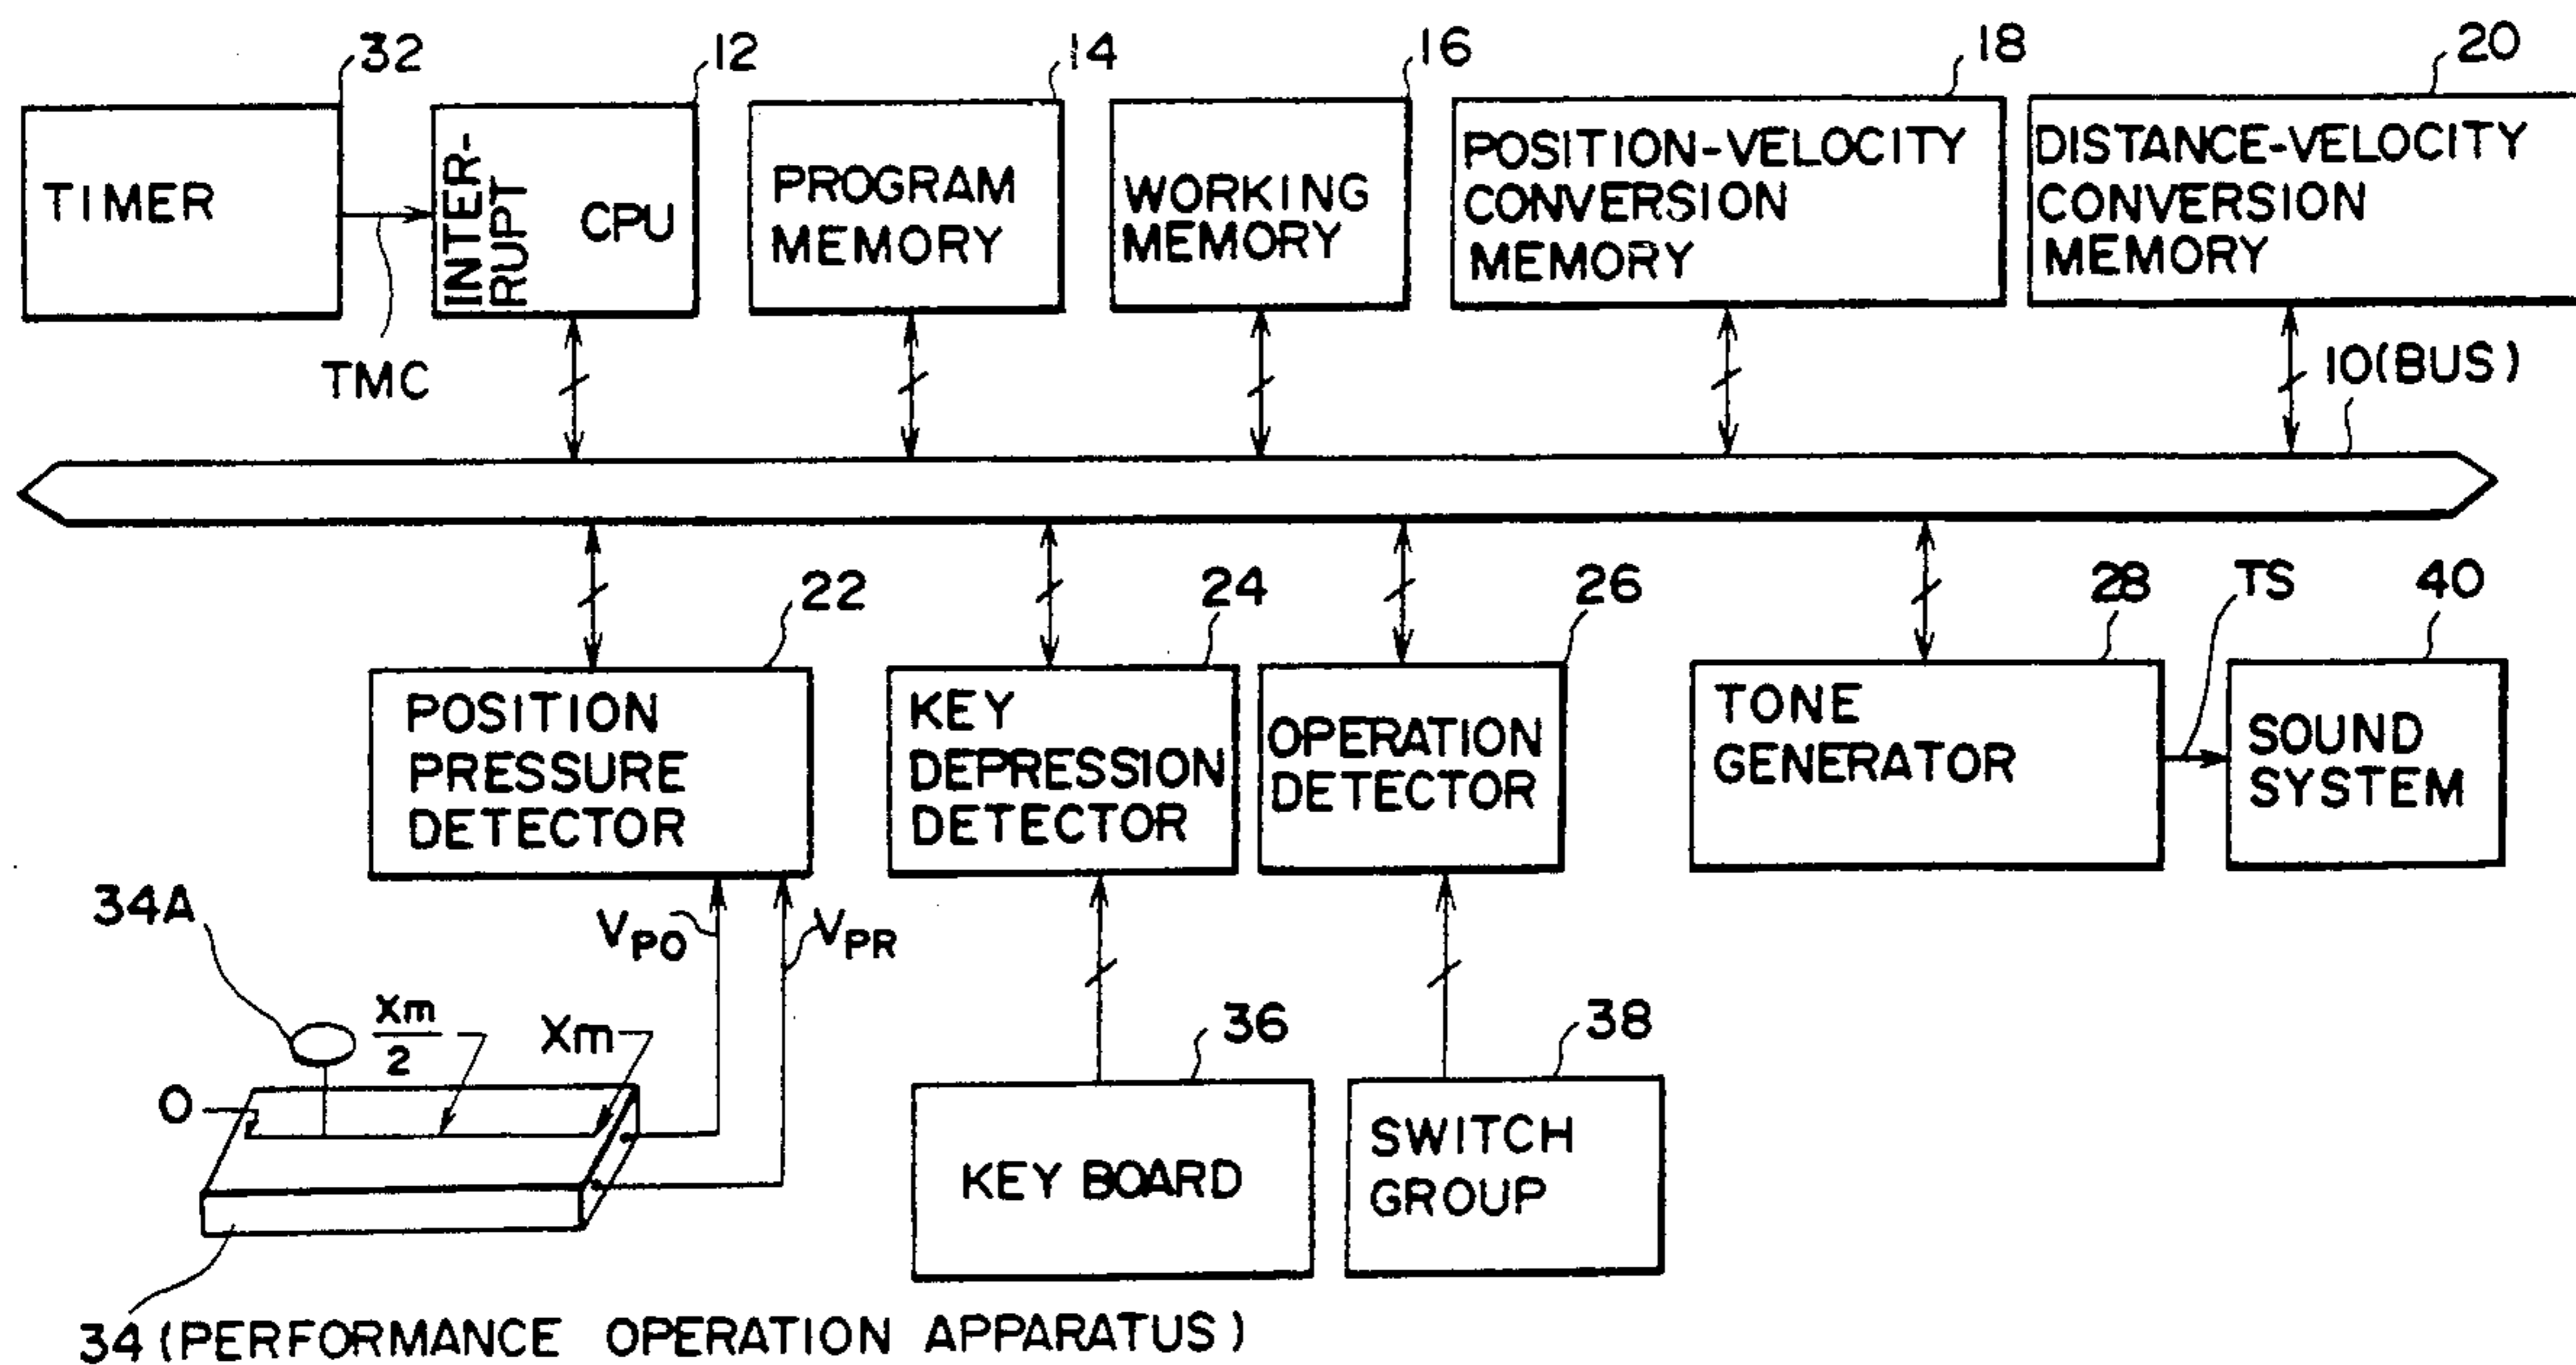 32
12
14
16
18
20
TIMER
INTER-
RUPT
CPU
PROGRAM
MEMORY
WORKING
MEMORY
POSITION-VELOCITY
CONVERSION
MEMORY
DISTANCE-VELOCITY
CONVERSION
MEMORY
TMC
10(BUS)
22
24
26
28
TS
40
POSITION
PRESSURE
DETECTOR
KEY
DEPRESSION
DETECTOR
OPERATION
DETECTOR
TONE
GENERATOR
SOUND
SYSTEM
34A
VPO
VPR
Xm
2
Xm
0
36
38
KEY BOARD
SWITCH
GROUP
34 (PERFORMANCE OPERATION APPARATUS)